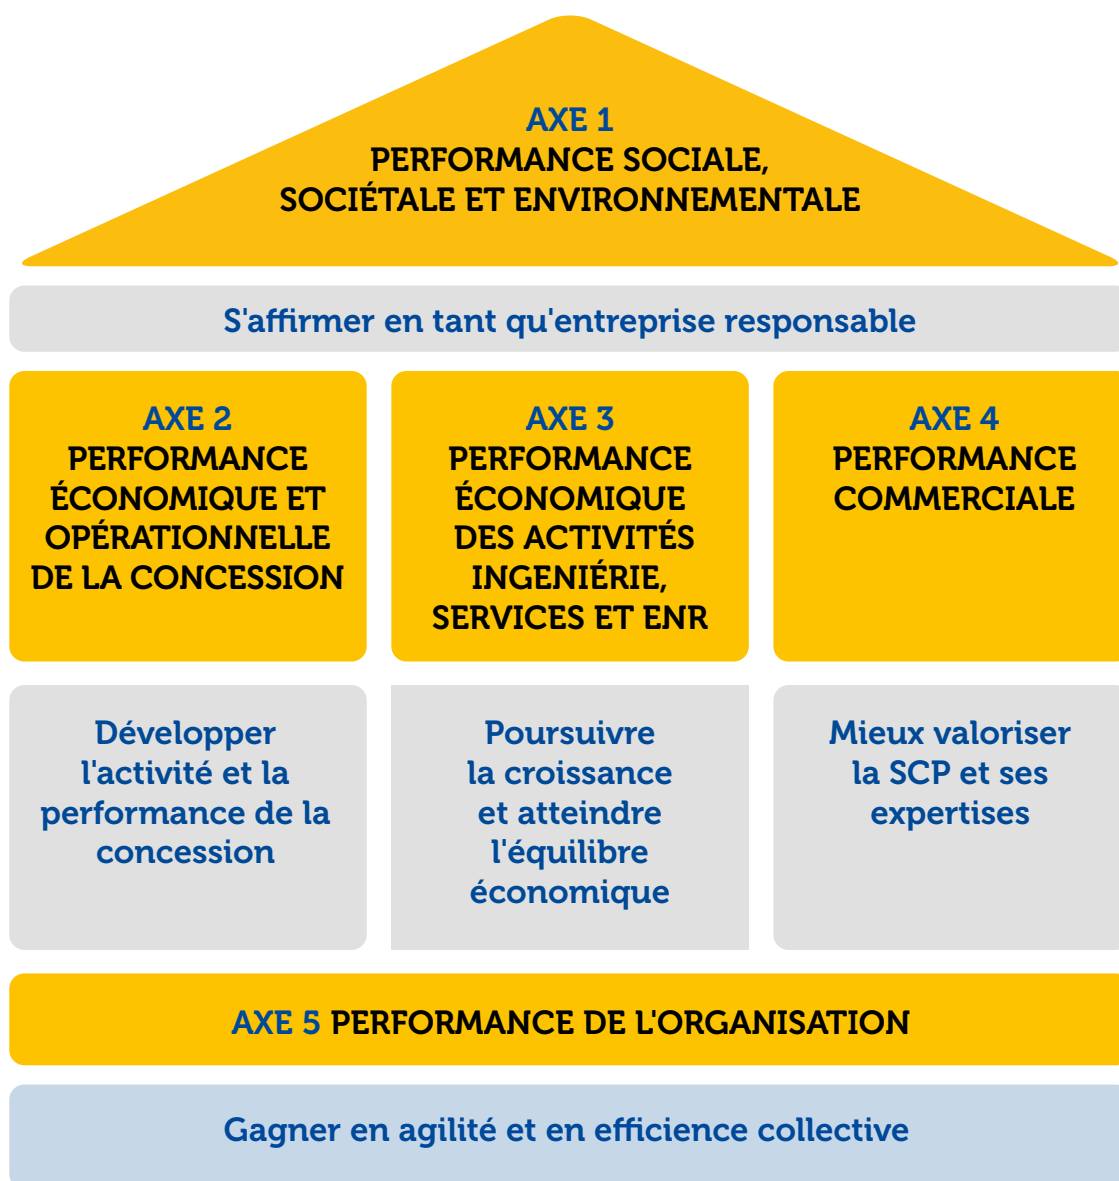 AXE 1
PERFORMANCE SOCIALE,
SOCIÉTALE ET ENVIRONNEMENTALE
S'affirmer en tant qu'entreprise responsable
AXE 2
PERFORMANCE
ÉCONOMIQUE ET
OPÉRATIONNELLE
DE LA CONCESSION
AXE 3
PERFORMANCE
ÉCONOMIQUE
DES ACTIVITÉS
INGENIÉRIE,
SERVICES ET ENR
AXE 4
PERFORMANCE
COMMERCIALE
Développer
l'activité et la
performance de la
concession
Poursuivre
la croissance
et atteindre
l'équilibre
économique
Mieux valoriser
la SCP et ses
expertises
AXE 5 PERFORMANCE DE L'ORGANISATION
Gagner en agilité et en efficience collective